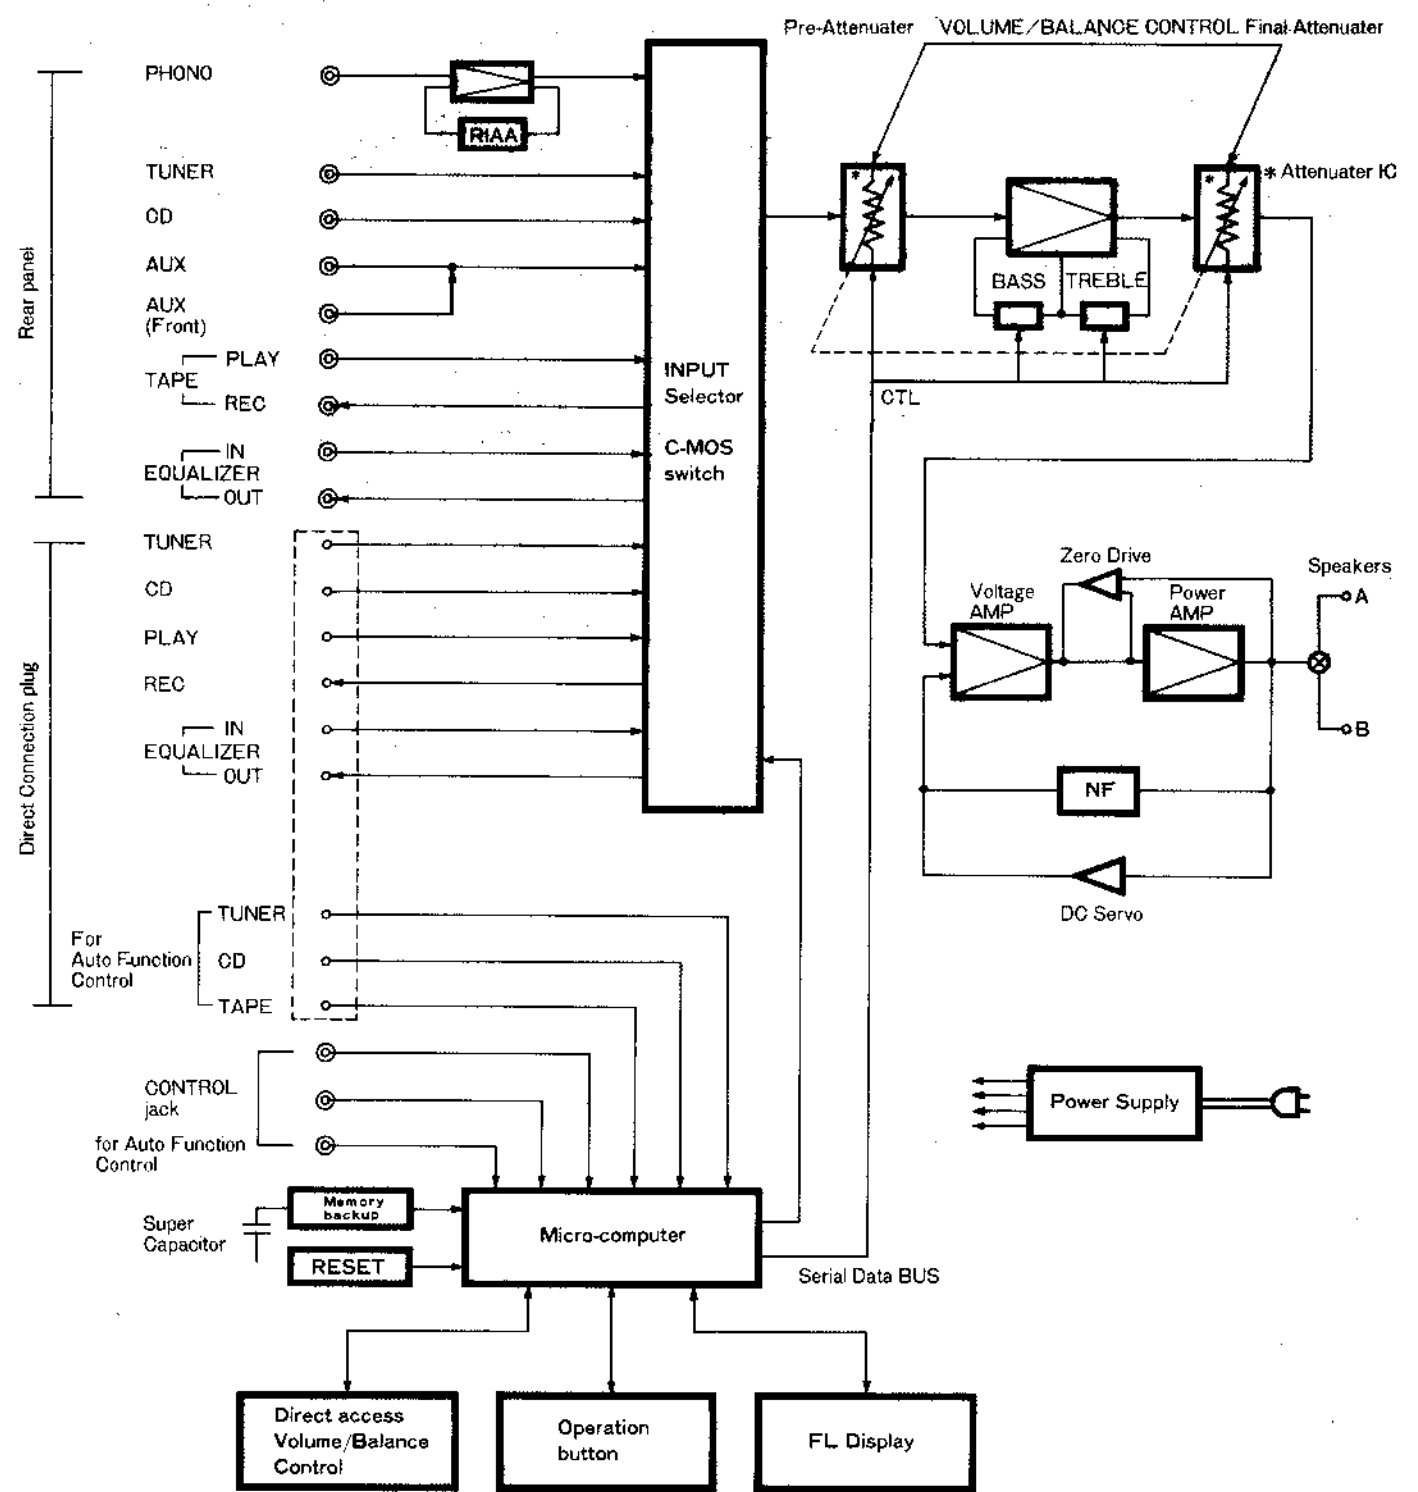 Pre-Attenuater VOLUME/BALANCE CONTROL Final-Attenuater
PHONO
RIAA
TUNER
* * * Attenuater IC
CD
AUX
BASS TREBLE
AUX
(Front)
Rear panel
PLAY
TAPE
REC
INPUT
Selector
C-MOS
switch
CTL
IN
EQUALIZER
OUT
TUNER
CD
PLAY
REC
IN
EQUALIZER
OUT
Direct Connection plug
Zero Drive
Voltage
AMP
Power
AMP
Speakers
A
B
NF
DC Servo
For
Auto Function
Control
TUNER
CD
TAPE
CONTROL
jack
for Auto Function
Control
Power Supply
Memory
backup
Super
Capacitor
RESET
Micro-computer
Serial Data BUS
Direct access
Volume/Balance
Control
Operation
button
FL Display